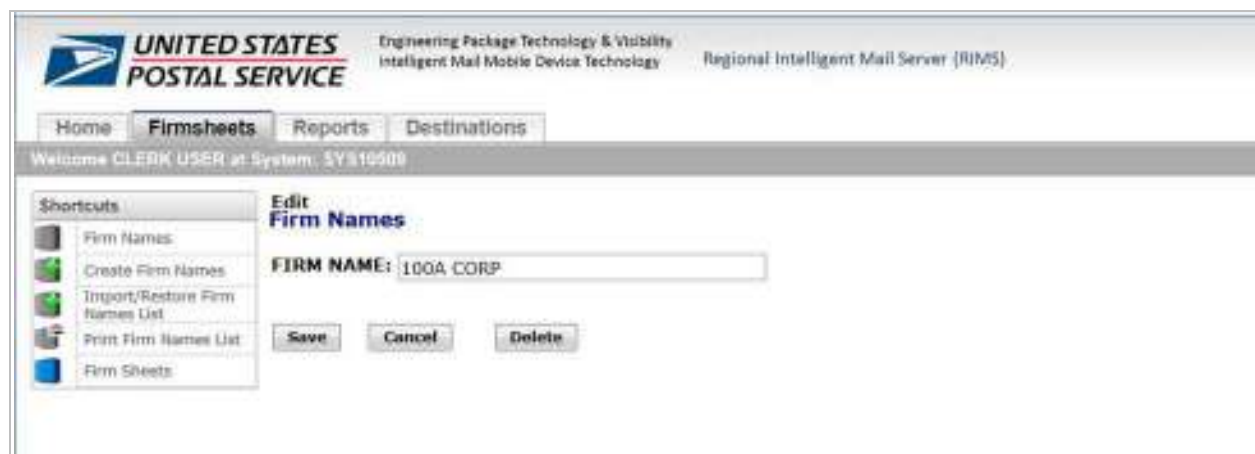 UNITED STATES
POSTAL SERVICE
Engineering Package Technology & Visibility
Intelligent Mail Mobile Device Technology
Regional Intelligent Mail Server (RIMS)
Home Firmsheets Reports Destinations
Welcome CLERK USER at System:
Shortcuts
Firm Names
Create Firm Names
Import/Restore Firm
Names List
Print Firm Names List
Firm Sheets
Edit
Firm Names
FIRM NAME: 100A CORP
Save Cancel Delete